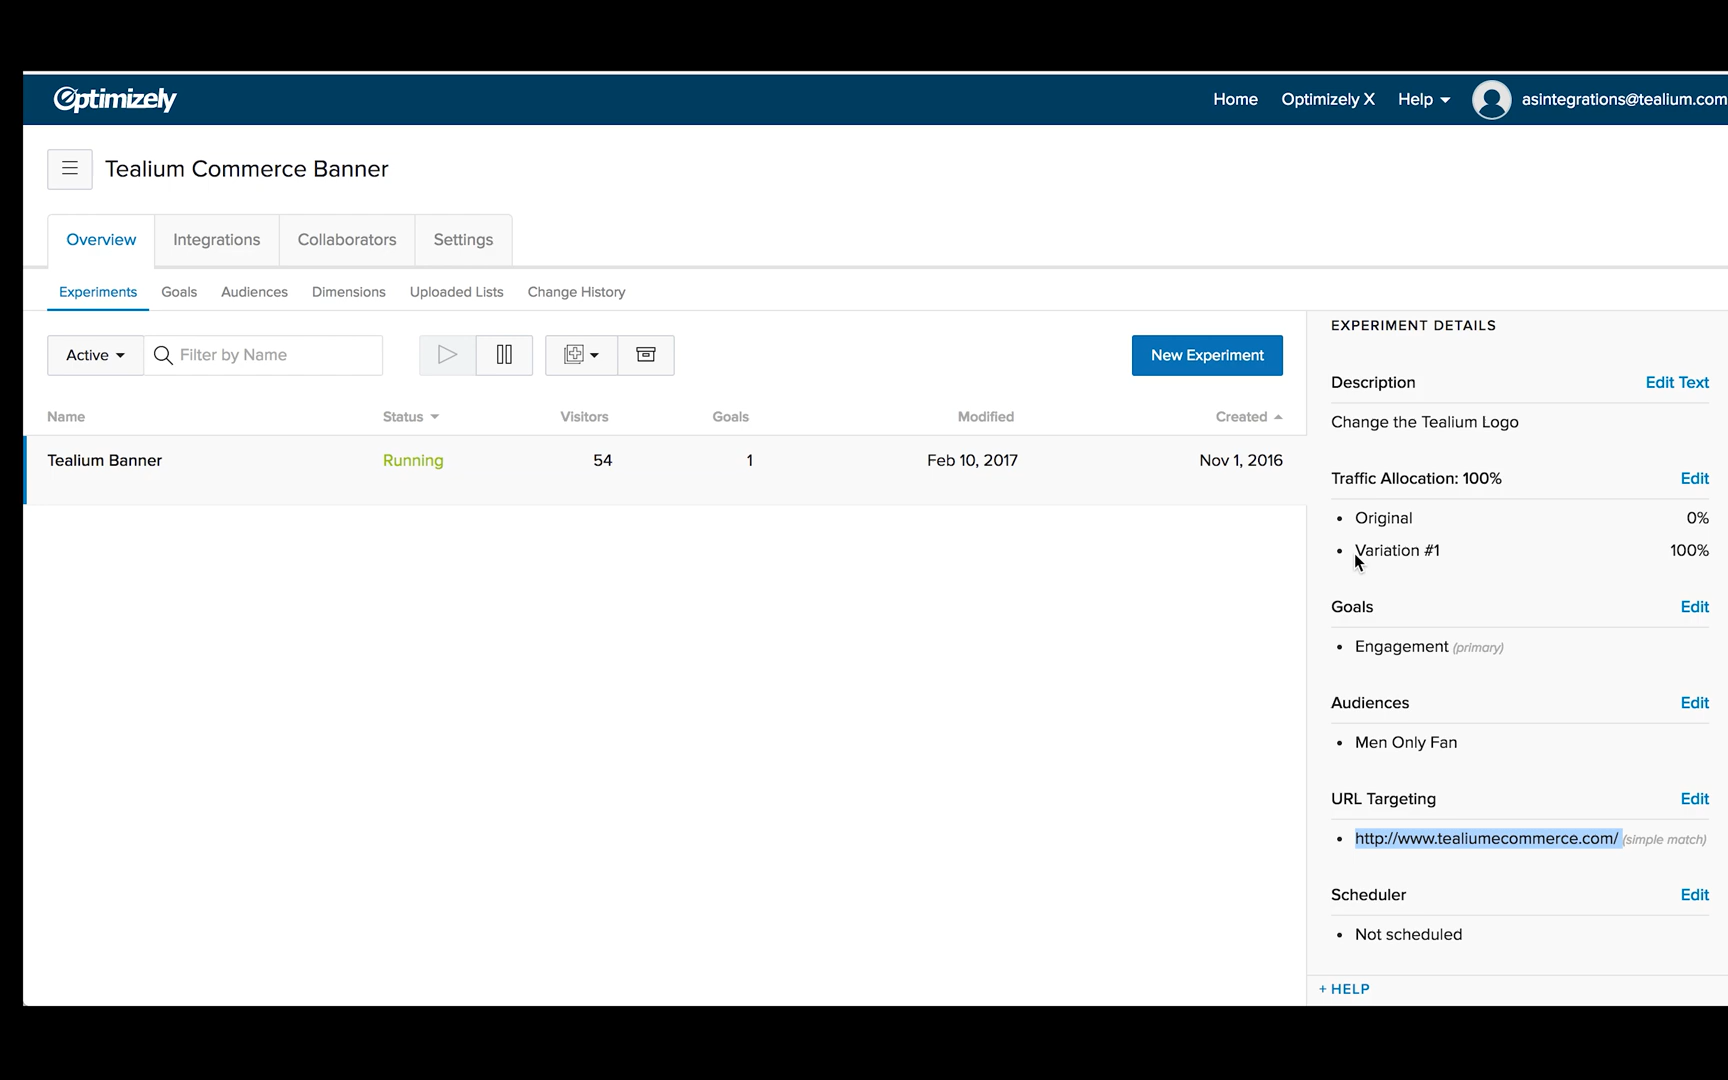 Optimizely
Home Optimizely X Help asintegrations@tealium.com
Tealium Commerce Banner
Overview Integrations Collaborators Settings
Experiments Goals Audiences Dimensions Uploaded Lists Change History
Active Filter by Name New Experiment
Name Status Visitors Goals Modified Created
Tealium Banner Running 54 1 Feb 10, 2017 Nov 1, 2016
EXPERIMENT DETAILS
Description Edit Text
Change the Tealium Logo
Traffic Allocation: 100% Edit
• Original 0%
• Variation #1 100%
Goals Edit
• Engagement (primary)
Audiences Edit
• Men Only Fan
URL Targeting Edit
• http://www.tealiumecommerce.com/ (simple match)
Scheduler Edit
• Not scheduled
+ HELP